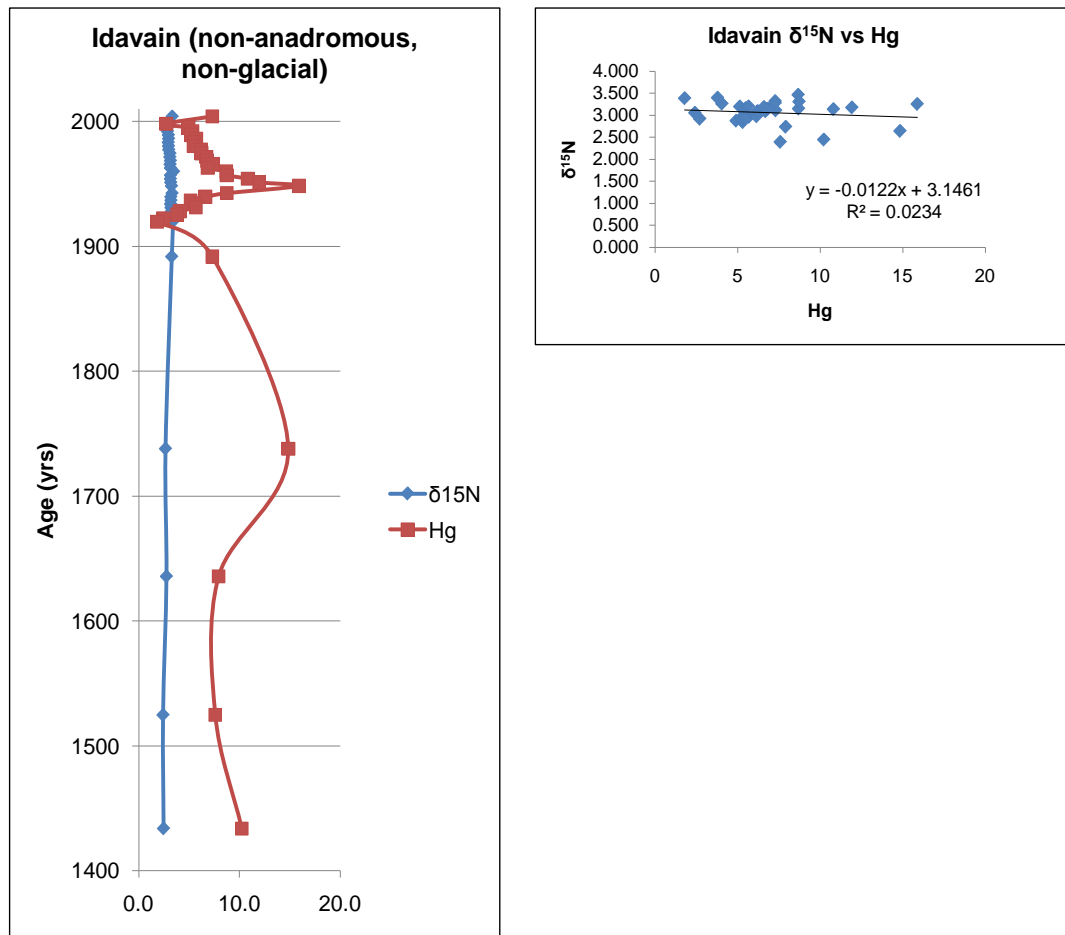 Idavain (non-anadromous,
non-glacial)
2000
1900
1800
1700
1600
1500
1400
Age (yrs)
0.0 10.0 20.0
δ15N
Hg
Idavain δ¹⁵N vs Hg
4.000
3.500
3.000
2.500
2.000
1.500
1.000
0.500
0.000
δ¹⁵N
y = -0.0122x + 3.1461
R² = 0.0234
0 5 10 15 20
Hg